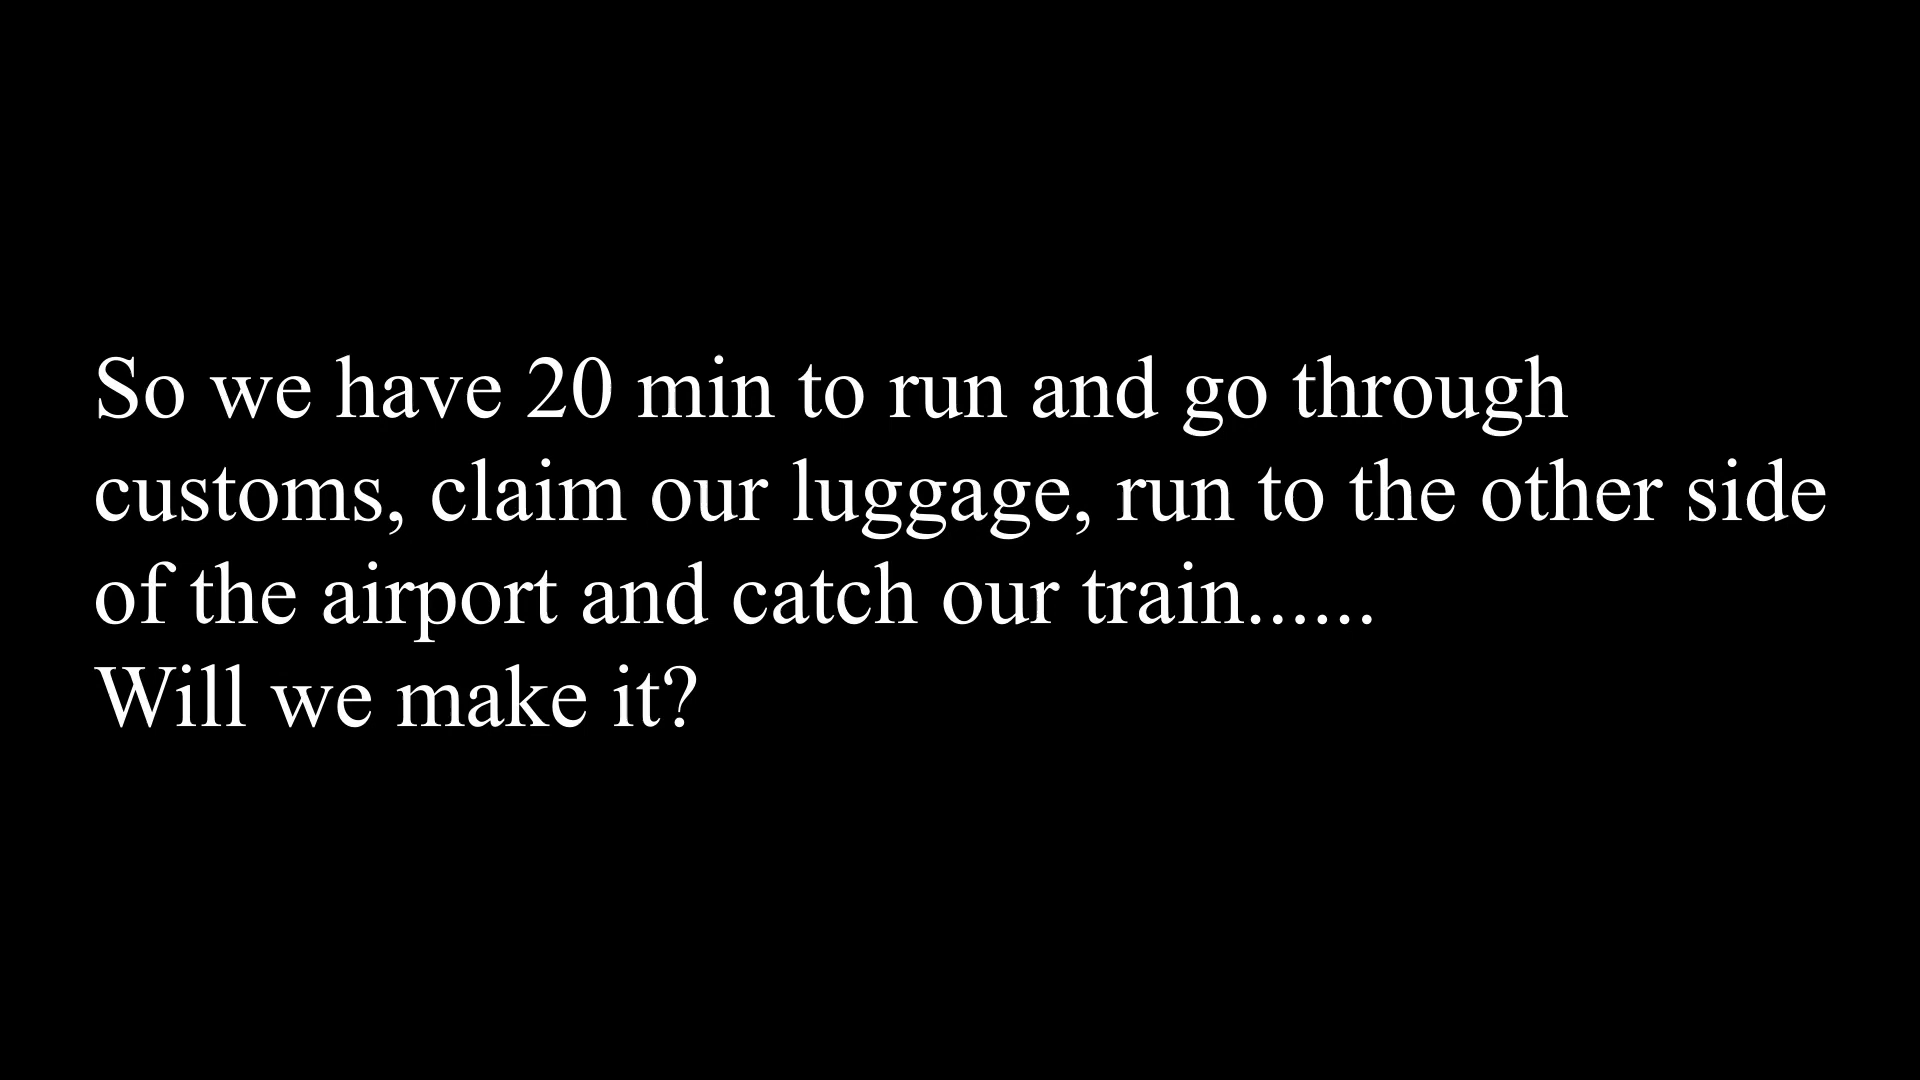 So we have 20 min to run and go through
customs, claim our luggage, run to the other side
of the airport and catch our train......
Will we make it?